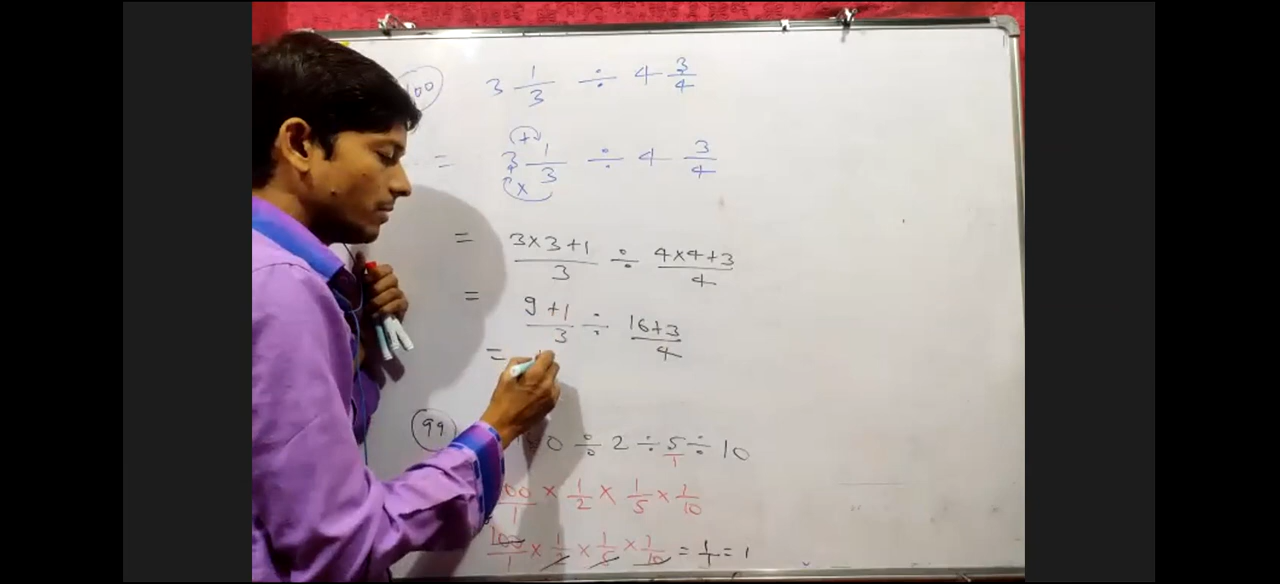 100 3 1/3 ÷ 4 3/4
= 3 1/3 ÷ 4 3/4
+
×
= (3×3+1)/3 ÷ (4×4+3)/4
= (9+1)/3 ÷ (16+3)/4
=
99 0 ÷ 2 ÷ 5/1 ÷ 10
100/1 × 1/2 × 1/5 × 1/10
100/1 × 1/2 × 1/5 × 1/10 = 1/1 = 1